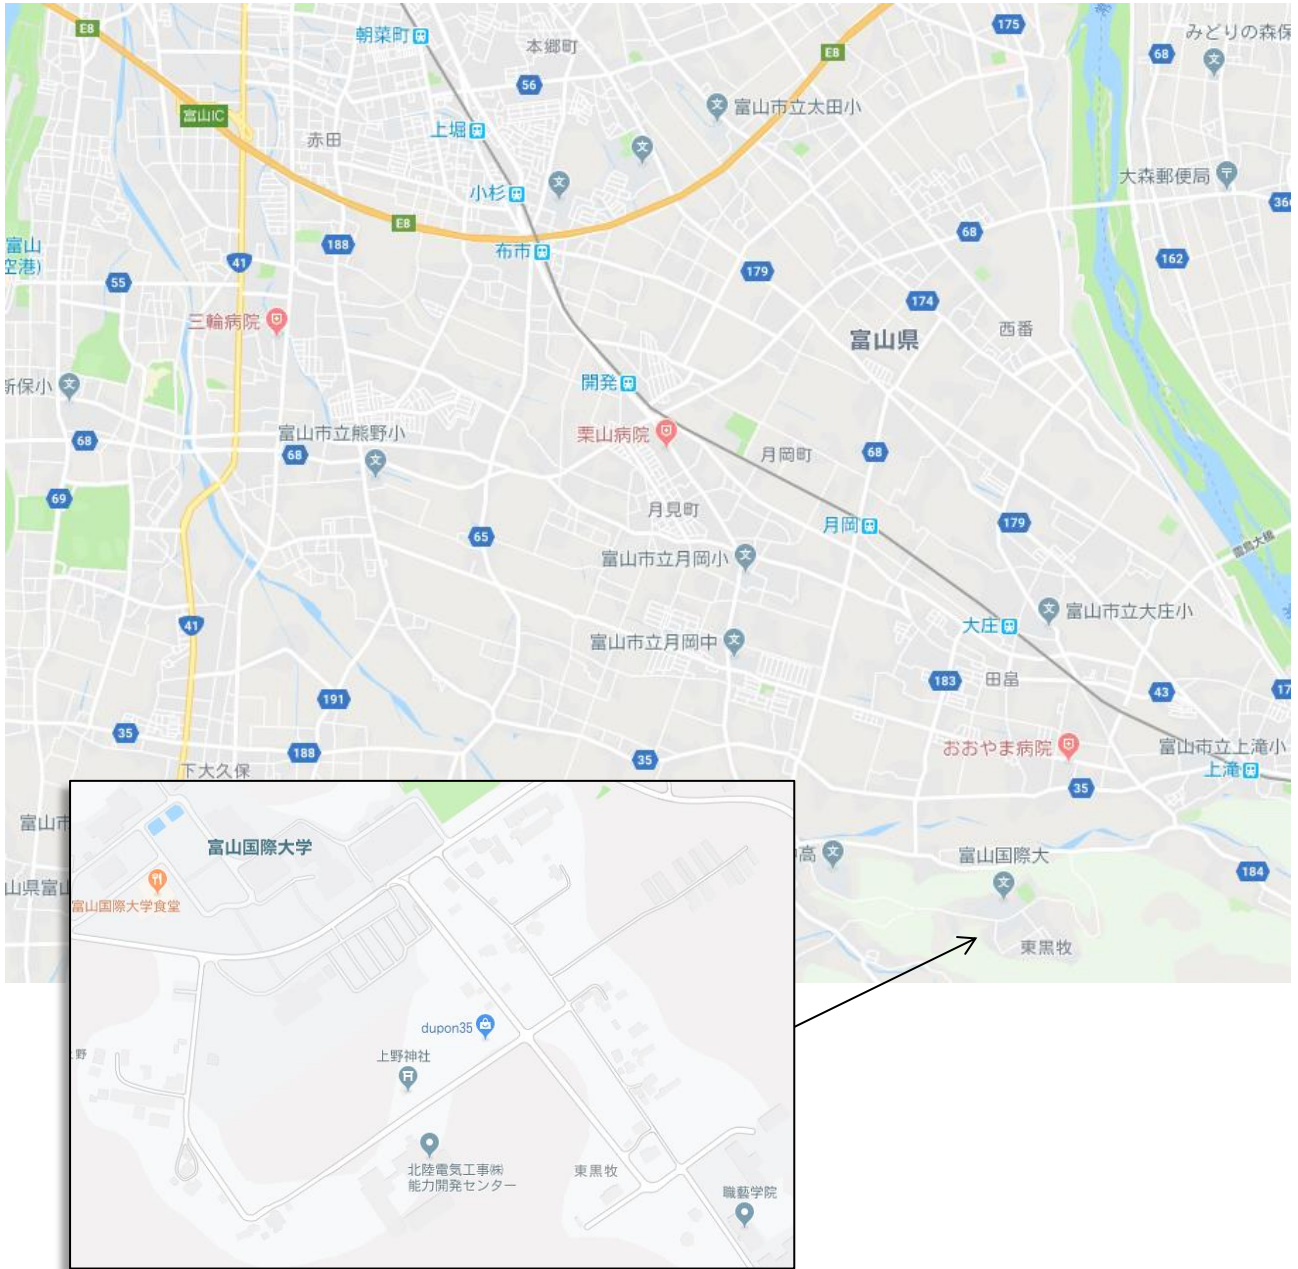 E8
朝菜町
本郷町
175
みどりの森保
68
E8
56
富山IC
富山市立太田小
赤田
上堀
大森郵便局
小杉
E8
68
富山
空港)
188
布市
41
162
179
55
174
三輪病院
富山県
西番
新保小
開発
68
富山市立熊野小
栗山病院
月岡町
68
68
69
月見町
179
月岡
65
雷鳥大橋
富山市立月岡小
富山市立大庄小
41
大庄
富山市立月岡中
183
田畠
43
191
35
188
35
おおやま病院
富山市立上滝小
下大久保
上滝
35
富山市
富山国際大学
高
富山国際大
184
山県富山
富山国際大学食堂
東黒牧
dupon35
野
上野神社
北陸電気工事㈱
能力開発センター
東黒牧
職藝学院